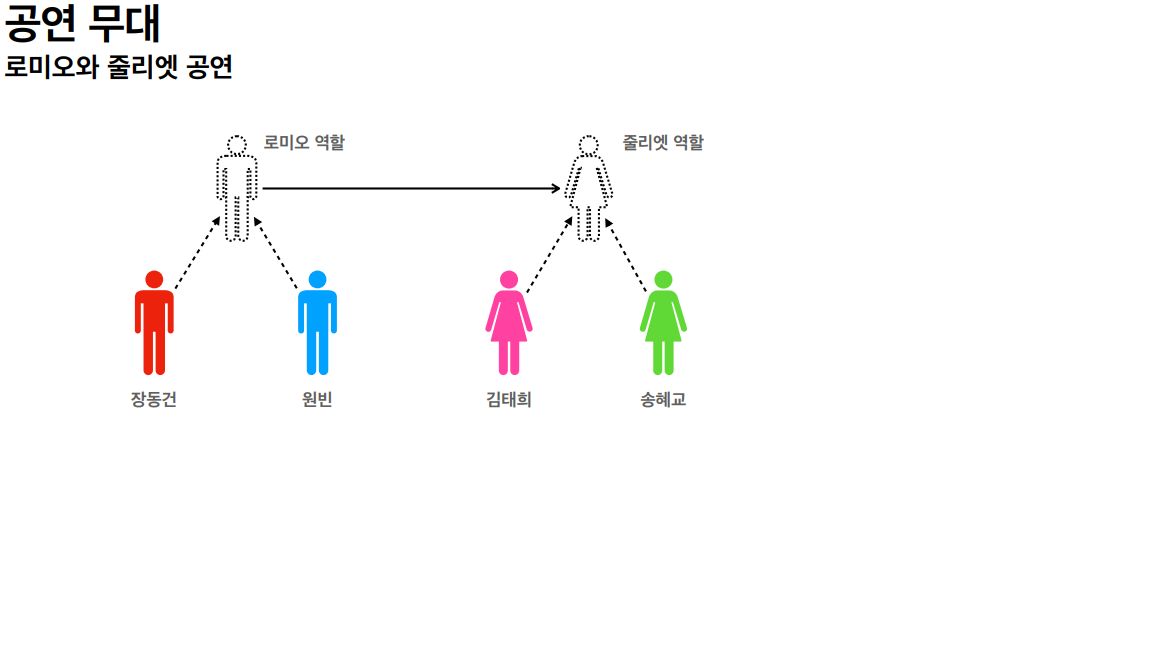 공연 무대
로미오와 줄리엣 공연
로미오 역할
줄리엣 역할
장동건
원빈
김태희
송혜교